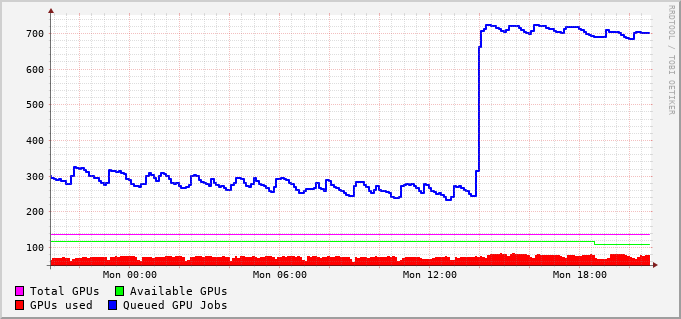 700
600
500
400
300
200
100
Mon 00:00 Mon 06:00 Mon 12:00 Mon 18:00
Total GPUs Available GPUs
GPUs used Queued GPU Jobs
RRDTOOL / TOBI OETIKER